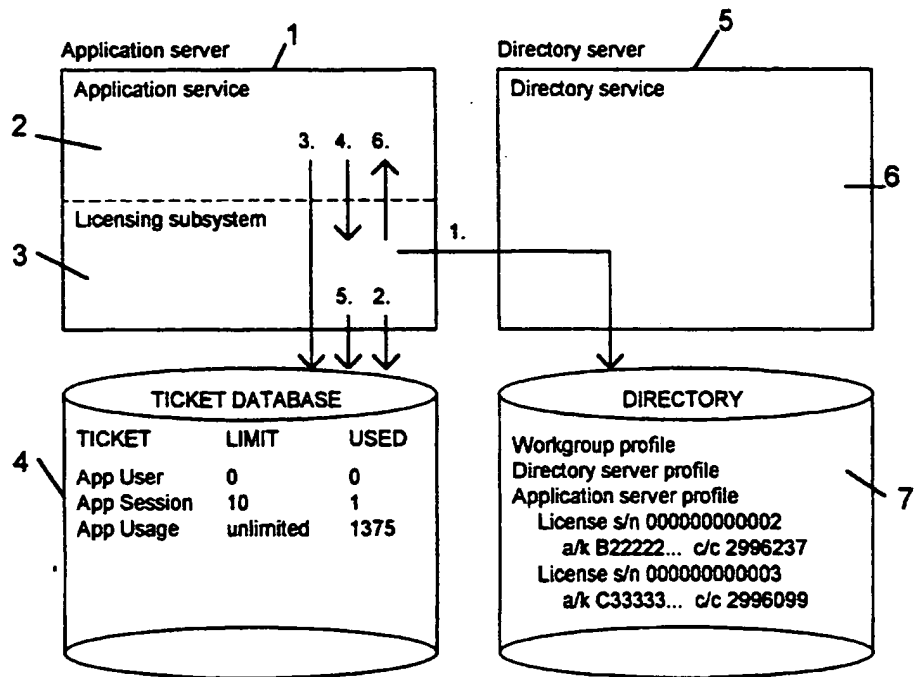 1
5
Application server
Directory server
Application service
Directory service
2
3. 4. 6.
6
Licensing subsystem
1.
3
5. 2.
TICKET DATABASE
DIRECTORY
TICKET LIMIT USED
App User 0 0
App Session 10 1
App Usage unlimited 1375
4
Workgroup profile
Directory server profile
Application server profile
License s/n 000000000002
a/k B22222... c/c 2996237
License s/n 000000000003
a/k C33333... c/c 2996099
7